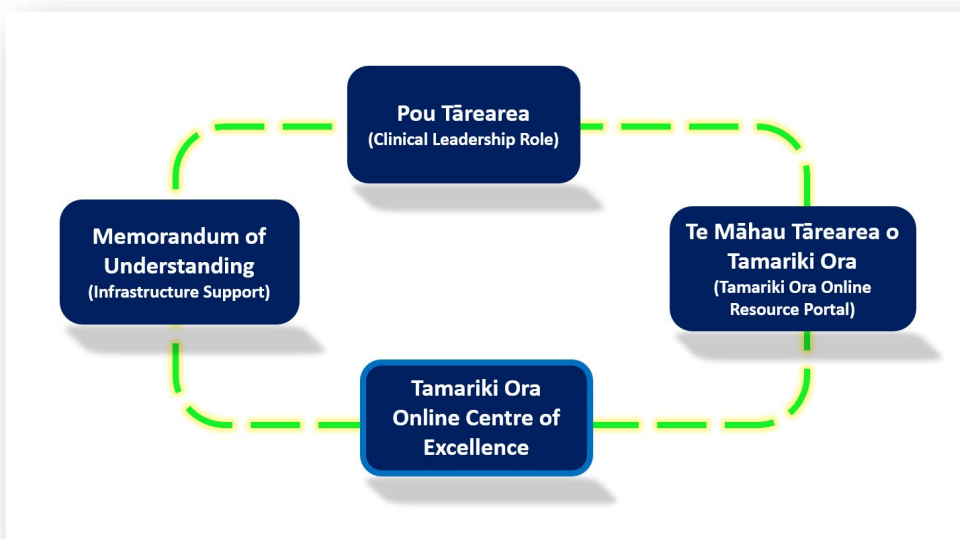 Pou Tārearea
(Clinical Leadership Role)
Memorandum of
Understanding
(Infrastructure Support)
Te Māhau Tārearea o
Tamariki Ora
(Tamariki Ora Online
Resource Portal)
Tamariki Ora
Online Centre of
Excellence